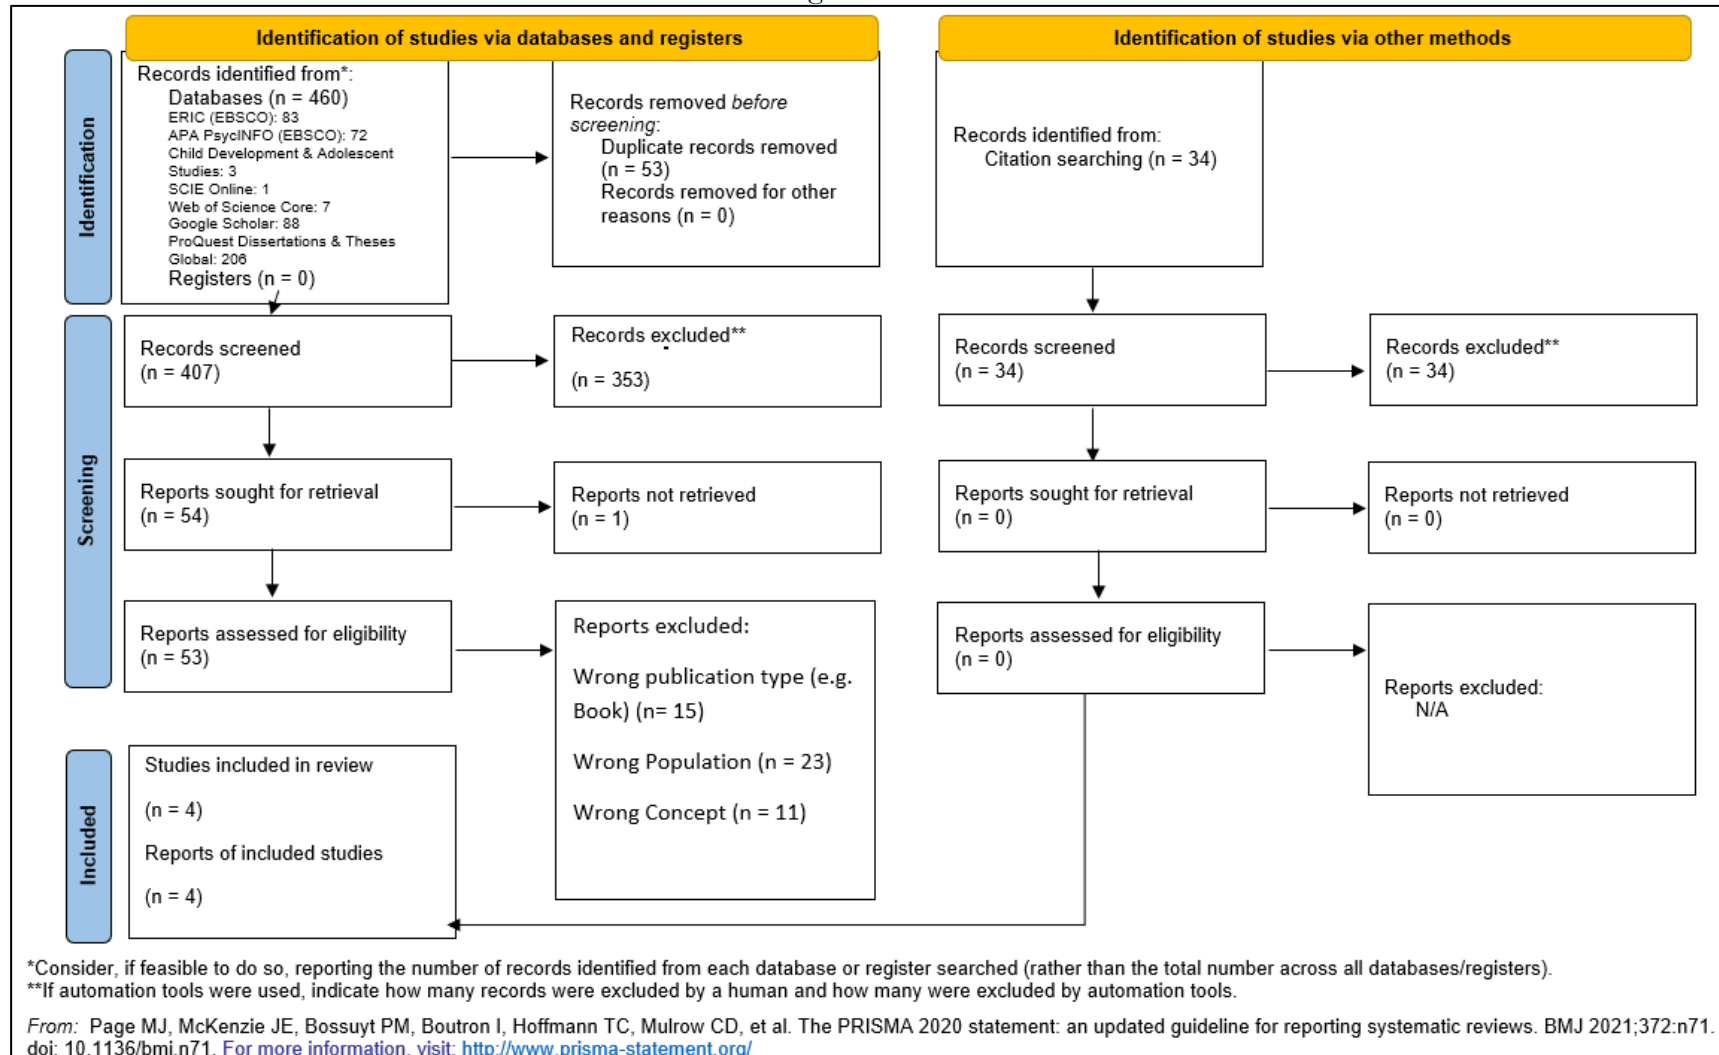 Identification of studies via databases and registers
Identification of studies via other methods
Identification
Records identified from*:
Databases (n = 460)
ERIC (EBSCO): 83
APA PsycINFO (EBSCO): 72
Child Development & Adolescent
Studies: 3
SCIE Online: 1
Web of Science Core: 7
Google Scholar: 88
ProQuest Dissertations & Theses
Global: 206
Registers (n = 0)
Records removed before
screening:
Duplicate records removed
(n = 53)
Records removed for other
reasons (n = 0)
Records identified from:
Citation searching (n = 34)
Screening
Records screened
(n = 407)
Records excluded**
(n = 353)
Records screened
(n = 34)
Records excluded**
(n = 34)
Reports sought for retrieval
(n = 54)
Reports not retrieved
(n = 1)
Reports sought for retrieval
(n = 0)
Reports not retrieved
(n = 0)
Reports assessed for eligibility
(n = 53)
Reports excluded:
Wrong publication type (e.g.
Book) (n= 15)
Wrong Population (n = 23)
Wrong Concept (n = 11)
Reports assessed for eligibility
(n = 0)
Reports excluded:
N/A
Included
Studies included in review
(n = 4)
Reports of included studies
(n = 4)
*Consider, if feasible to do so, reporting the number of records identified from each database or register searched (rather than the total number across all databases/registers).
**If automation tools were used, indicate how many records were excluded by a human and how many were excluded by automation tools.
From: Page MJ, McKenzie JE, Bossuyt PM, Boutron I, Hoffmann TC, Mulrow CD, et al. The PRISMA 2020 statement: an updated guideline for reporting systematic reviews. BMJ 2021;372:n71.
doi: 10.1136/bmj.n71. For more information, visit: http://www.prisma-statement.org/